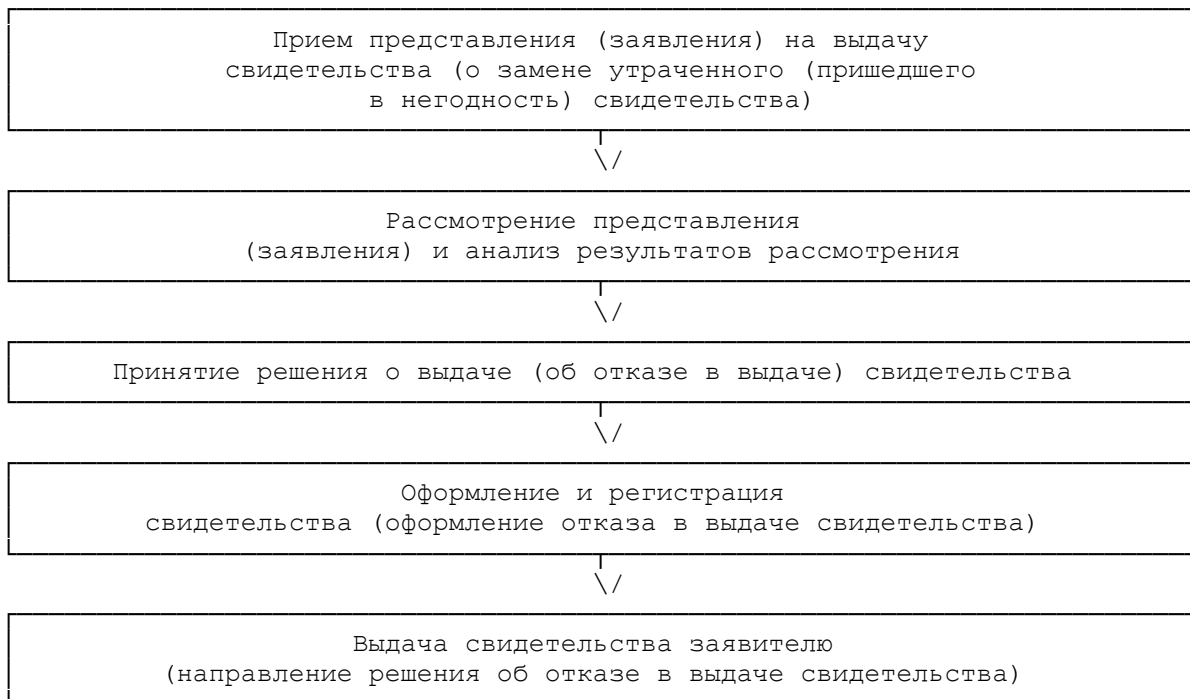 Прием представления (заявления) на выдачу
свидетельства (о замене утраченного (пришедшего
в негодность) свидетельства)
\/
Рассмотрение представления
(заявления) и анализ результатов рассмотрения
\/
Принятие решения о выдаче (об отказе в выдаче) свидетельства
\/
Оформление и регистрация
свидетельства (оформление отказа в выдаче свидетельства)
\/
Выдача свидетельства заявителю
(направление решения об отказе в выдаче свидетельства)